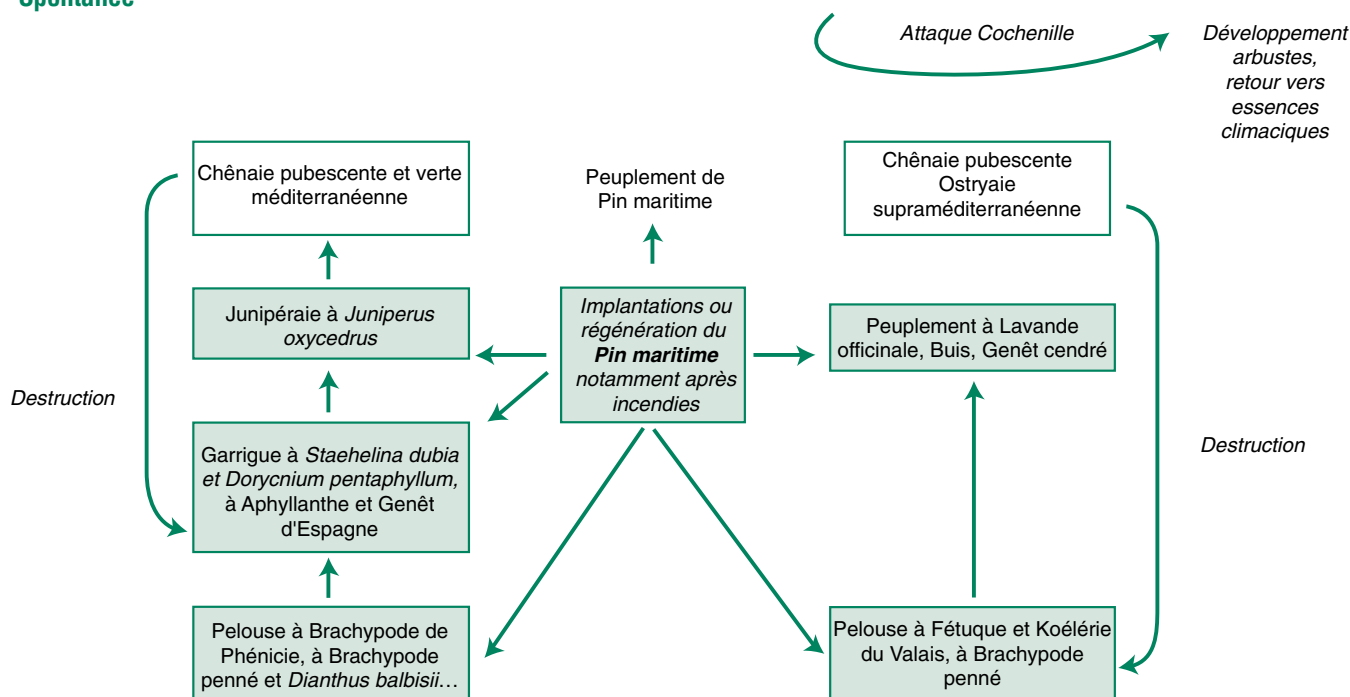 Spontanée
Attaque Cochenille
Développement
arbustes,
retour vers
essences
climaciques
Chênaie pubescente et verte
méditerranéenne
Peuplement de
Pin maritime
Chênaie pubescente
Ostryaie
supraméditerranéenne
Junipéraie à Juniperus
oxycedrus
Implantations ou
régénération du
Pin maritime
notamment après
incendies
Peuplement à Lavande
officinale, Buis, Genêt cendré
Destruction
Garrigue à Staehelina dubia
et Dorycnium pentaphyllum,
à Aphyllanthe et Genêt
d'Espagne
Destruction
Pelouse à Brachypode de
Phénicie, à Brachypode
penné et Dianthus balbisii…
Pelouse à Fétuque et Koélérie
du Valais, à Brachypode
penné